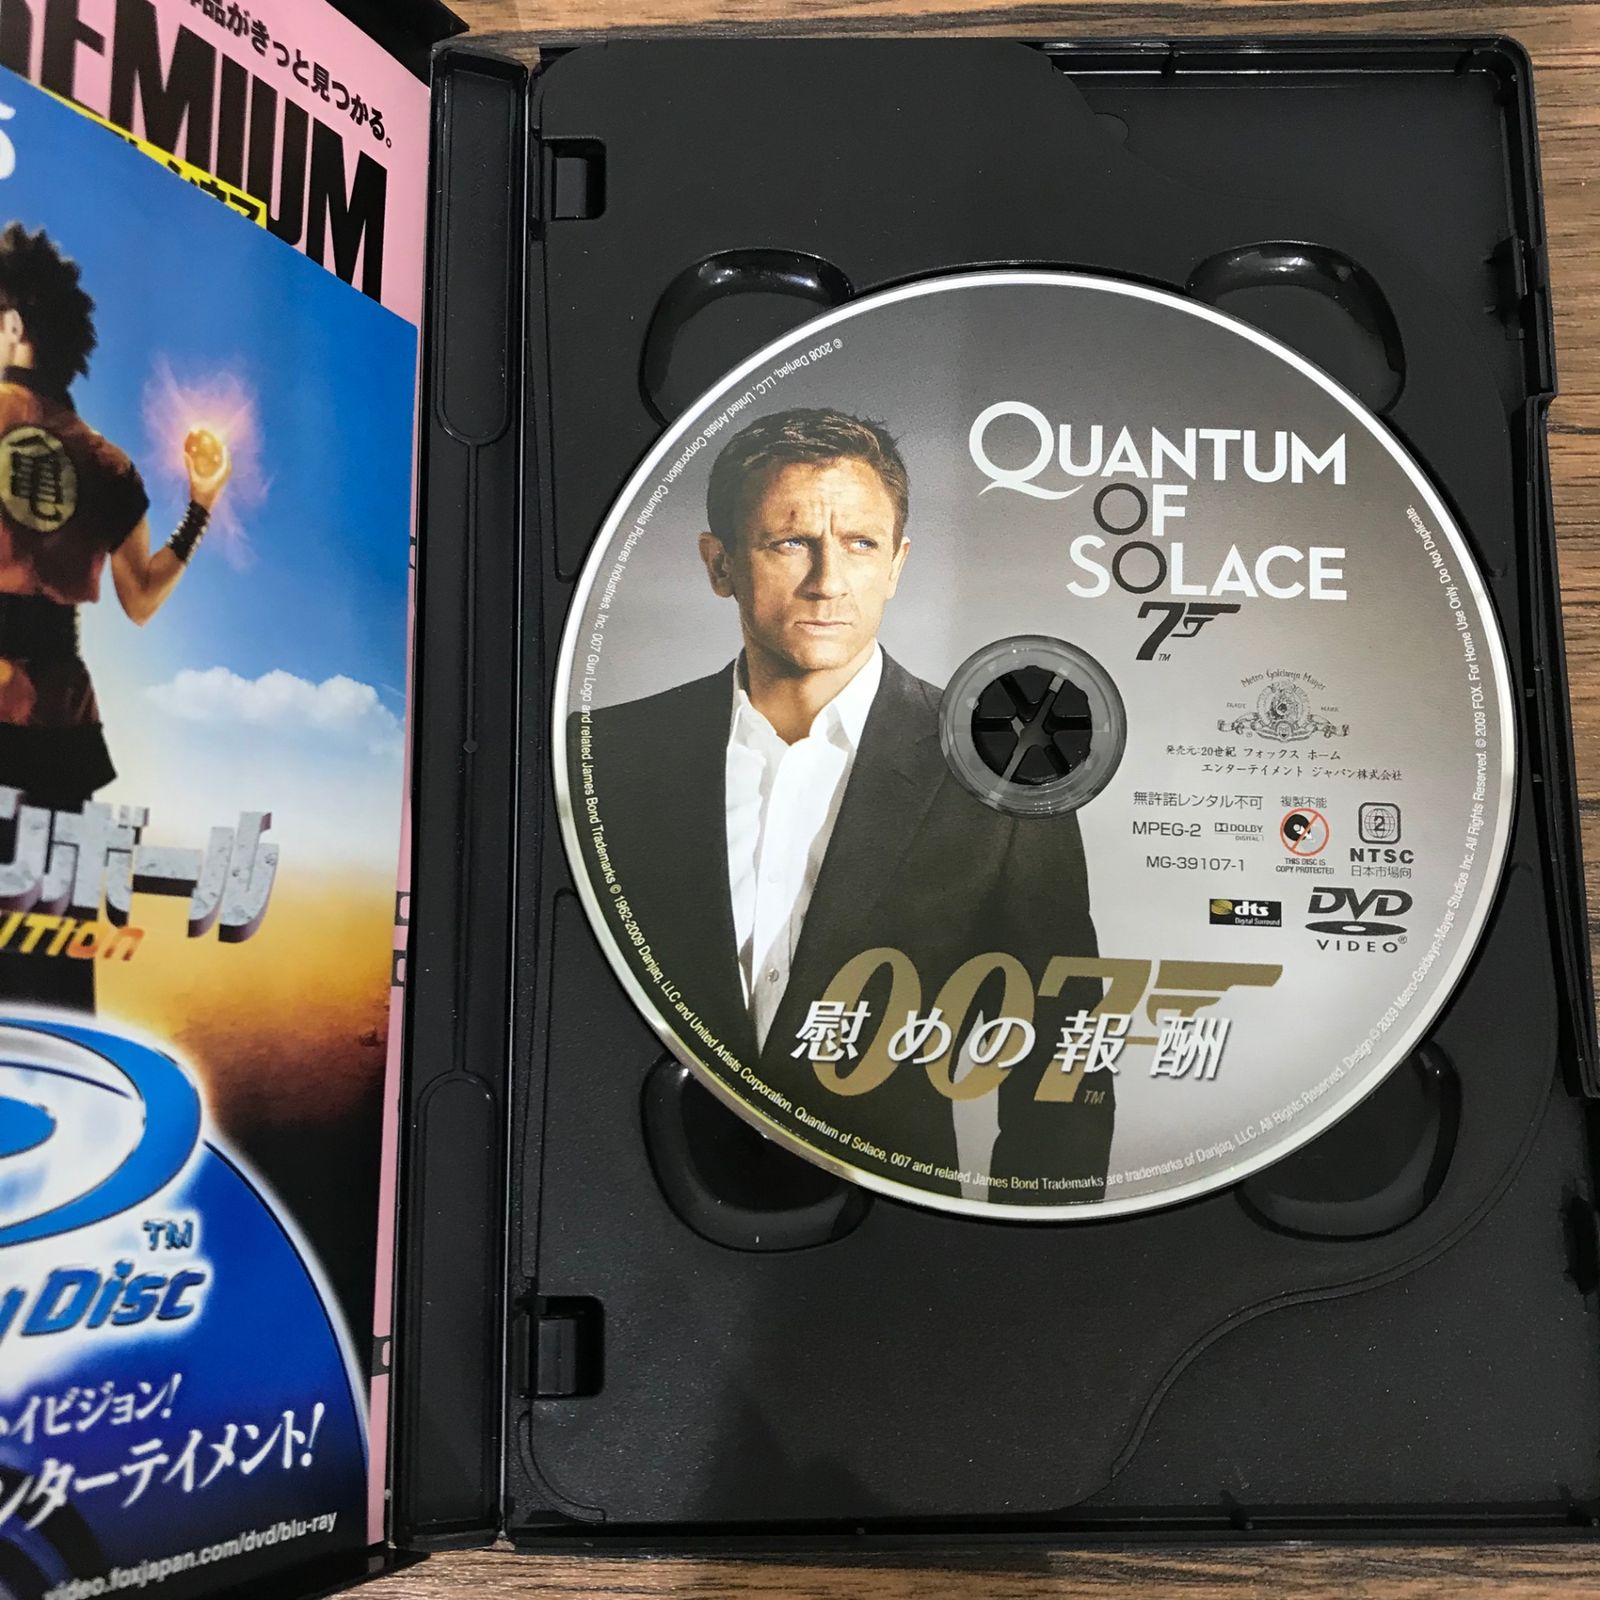 品がきっと見つかる。
REMIUM
亀
ンボール
UTION
TM
y Disc
イビジョン!
ンターテイメント!
video.foxjapan.com/dvd/blu-ray
QUANTUM
OF
SOLACE
7
TM
Metro Goldwyn Mayer
TRADE MARK
発売元:20世紀 フォックス ホーム
エンターテイメント ジャパン株式会社
無許諾レンタル不可
複製不能
MPEG-2
DOLBY
DIGITAL
MG-39107-1
THIS DISC IS
COPY PROTECTED
2
NTSC
日本市場向
dts
Digital Surround
DVD
VIDEO®
007
慰めの報酬
TM
© 2008 Danjaq, LLC, United Artists Corporation, Columbia Pictures Industries, Inc. 007 Gun Logo and related James Bond Trademarks © 1962-2009 Danjaq, LLC and United Artists Corporation. Quantum of Solace, 007 and related James Bond Trademarks are trademarks of Danjaq, LLC. All Rights Reserved. Design © 2009 Metro-Goldwyn-Mayer Studios Inc. All Rights Reserved. © 2009 FOX. For Home Use Only. Do Not Duplicate.